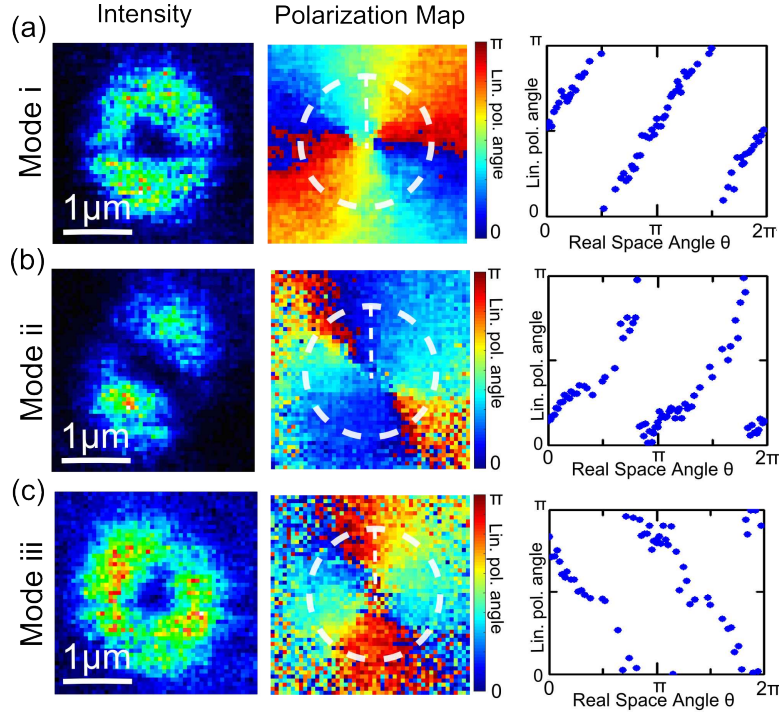 Intensity
Polarization Map
(a)
Mode i
1μm
π
Lin. pol. angle
0
π
Lin. pol. angle
0
0
π
2π
Real Space Angle θ
(b)
Mode ii
1μm
π
Lin. pol. angle
0
π
Lin. pol. angle
0
0
π
2π
Real Space Angle θ
(c)
Mode iii
1μm
π
Lin. pol. angle
0
π
Lin. pol. angle
0
0
π
2π
Real Space Angle θ